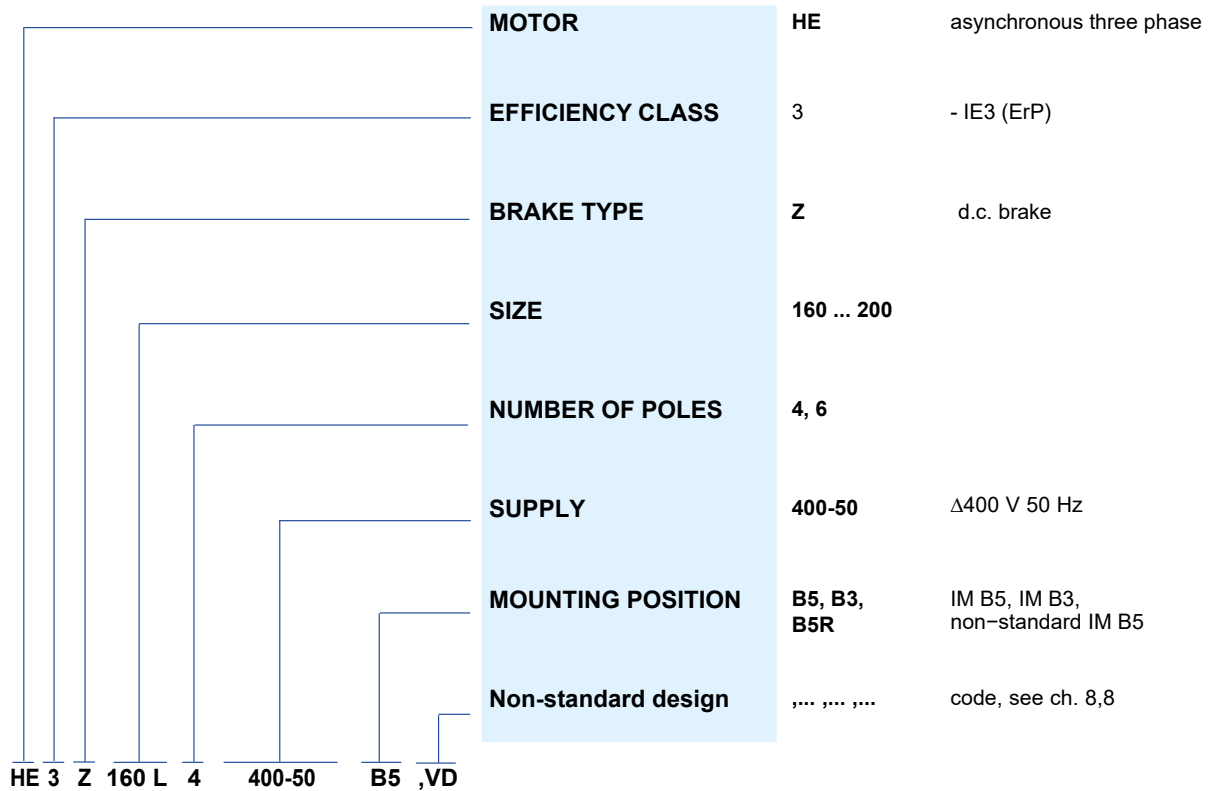 MOTOR HE asynchronous three phase
EFFICIENCY CLASS 3 - IE3 (ErP)
BRAKE TYPE Z d.c. brake
SIZE 160 ... 200
NUMBER OF POLES 4, 6
SUPPLY 400-50 Δ400 V 50 Hz
MOUNTING POSITION B5, B3, IM B5, IM B3,
B5R non−standard IM B5
Non-standard design ,... ,... ,... code, see ch. 8,8
HE 3 Z 160 L 4 400-50 B5 ,VD